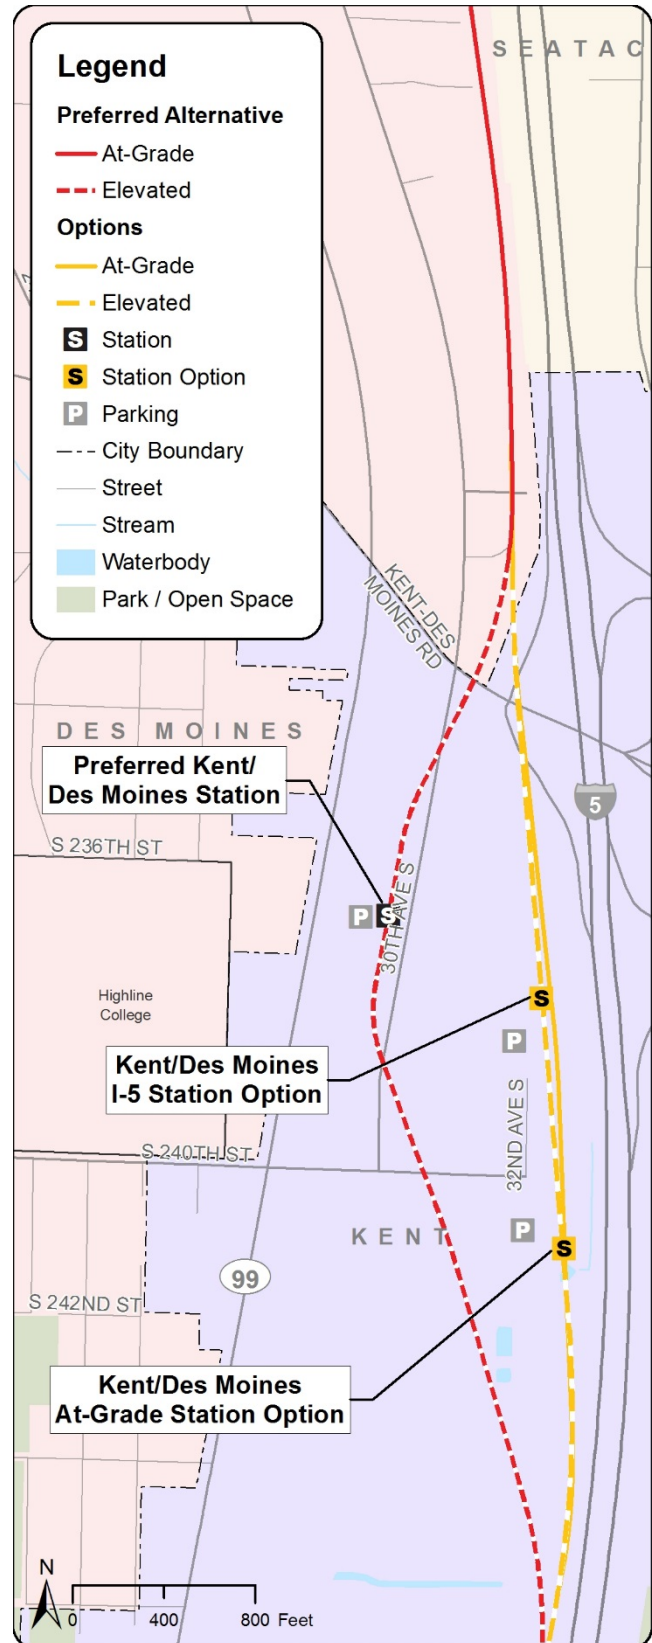 SEATAC
Legend
Preferred Alternative
At-Grade
Elevated
Options
At-Grade
Elevated
S Station
S Station Option
P Parking
City Boundary
Street
Stream
Waterbody
Park / Open Space
KENT-DES
MOINES RD
DES MOINES
Preferred Kent/
Des Moines Station
5
S 236TH ST
P S
30TH AVE S
Highline
College
S
P
Kent/Des Moines
I-5 Station Option
32ND AVE S
S 240TH ST
P
KENT
S
99
S 242ND ST
Kent/Des Moines
At-Grade Station Option
N
0 400 800 Feet